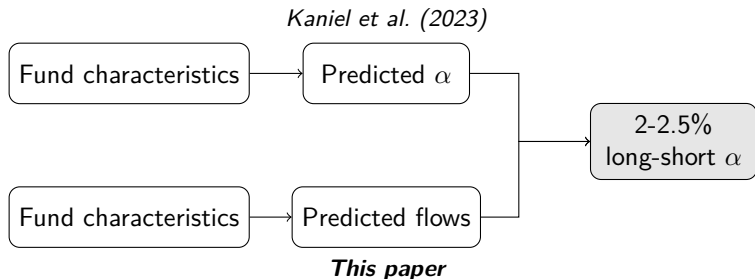 Kaniel et al. (2023)
Fund characteristics
Predicted α
2-2.5%
long-short α
Fund characteristics
Predicted flows
This paper